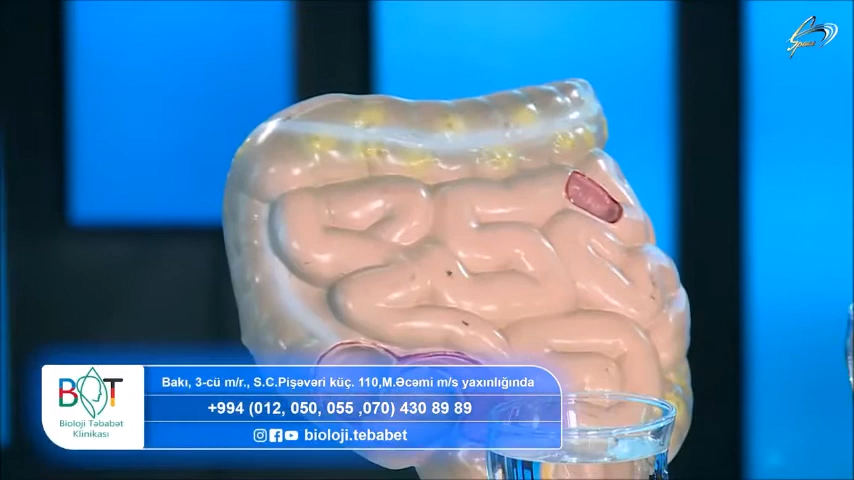 Space
BOT
Bioloji Təbabət
Klinikası
Bakı, 3-cü m/r., S.C.Pişəvəri küç. 110,M.Əcəmi m/s yaxınlığında
+994 (012, 050, 055 ,070) 430 89 89
bioloji.tebabet